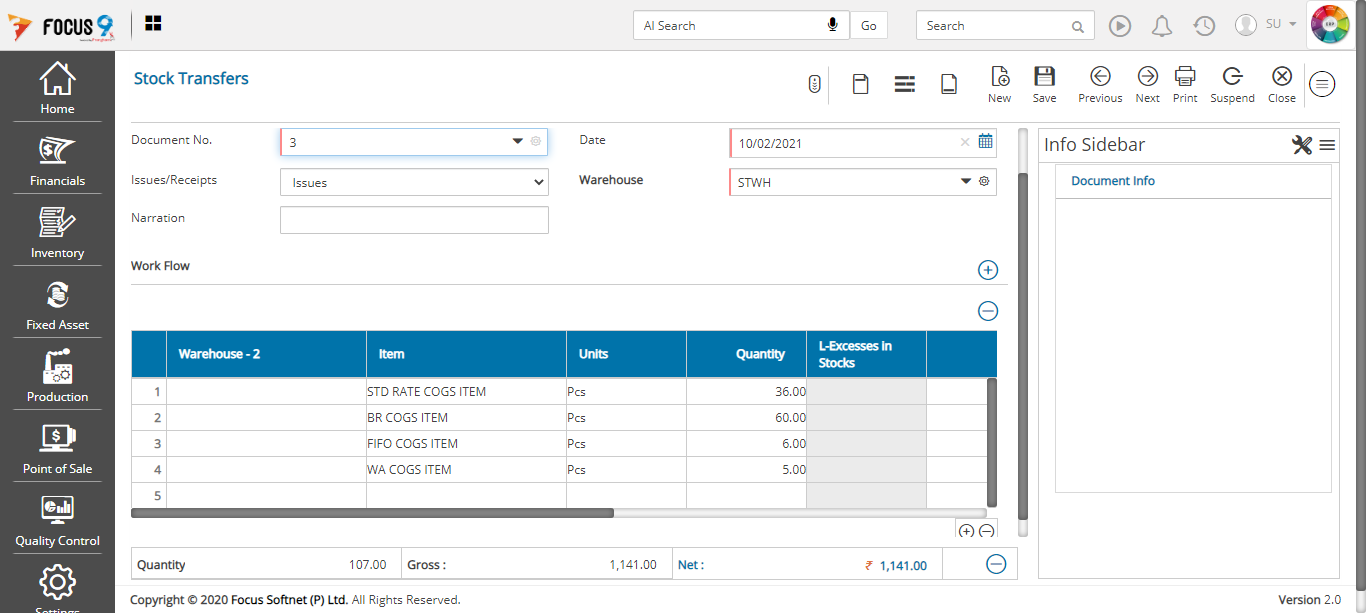 FOCUS 9
AI Search
Go
Search
SU
ERP
Home
Financials
Inventory
Fixed Asset
Production
Point of Sale
Quality Control
Settings
Stock Transfers
New
Save
Previous
Next
Print
Suspend
Close
Document No. 3 Date 10/02/2021
Issues/Receipts Issues Warehouse STWH
Narration
Work Flow
Warehouse - 2 Item Units Quantity L-Excesses in Stocks
1 STD RATE COGS ITEM Pcs 36.00
2 BR COGS ITEM Pcs 60.00
3 FIFO COGS ITEM Pcs 6.00
4 WA COGS ITEM Pcs 5.00
5
Quantity 107.00 Gross : 1,141.00 Net : ₹ 1,141.00
Info Sidebar
Document Info
Copyright © 2020 Focus Softnet (P) Ltd. All Rights Reserved.
Version 2.0